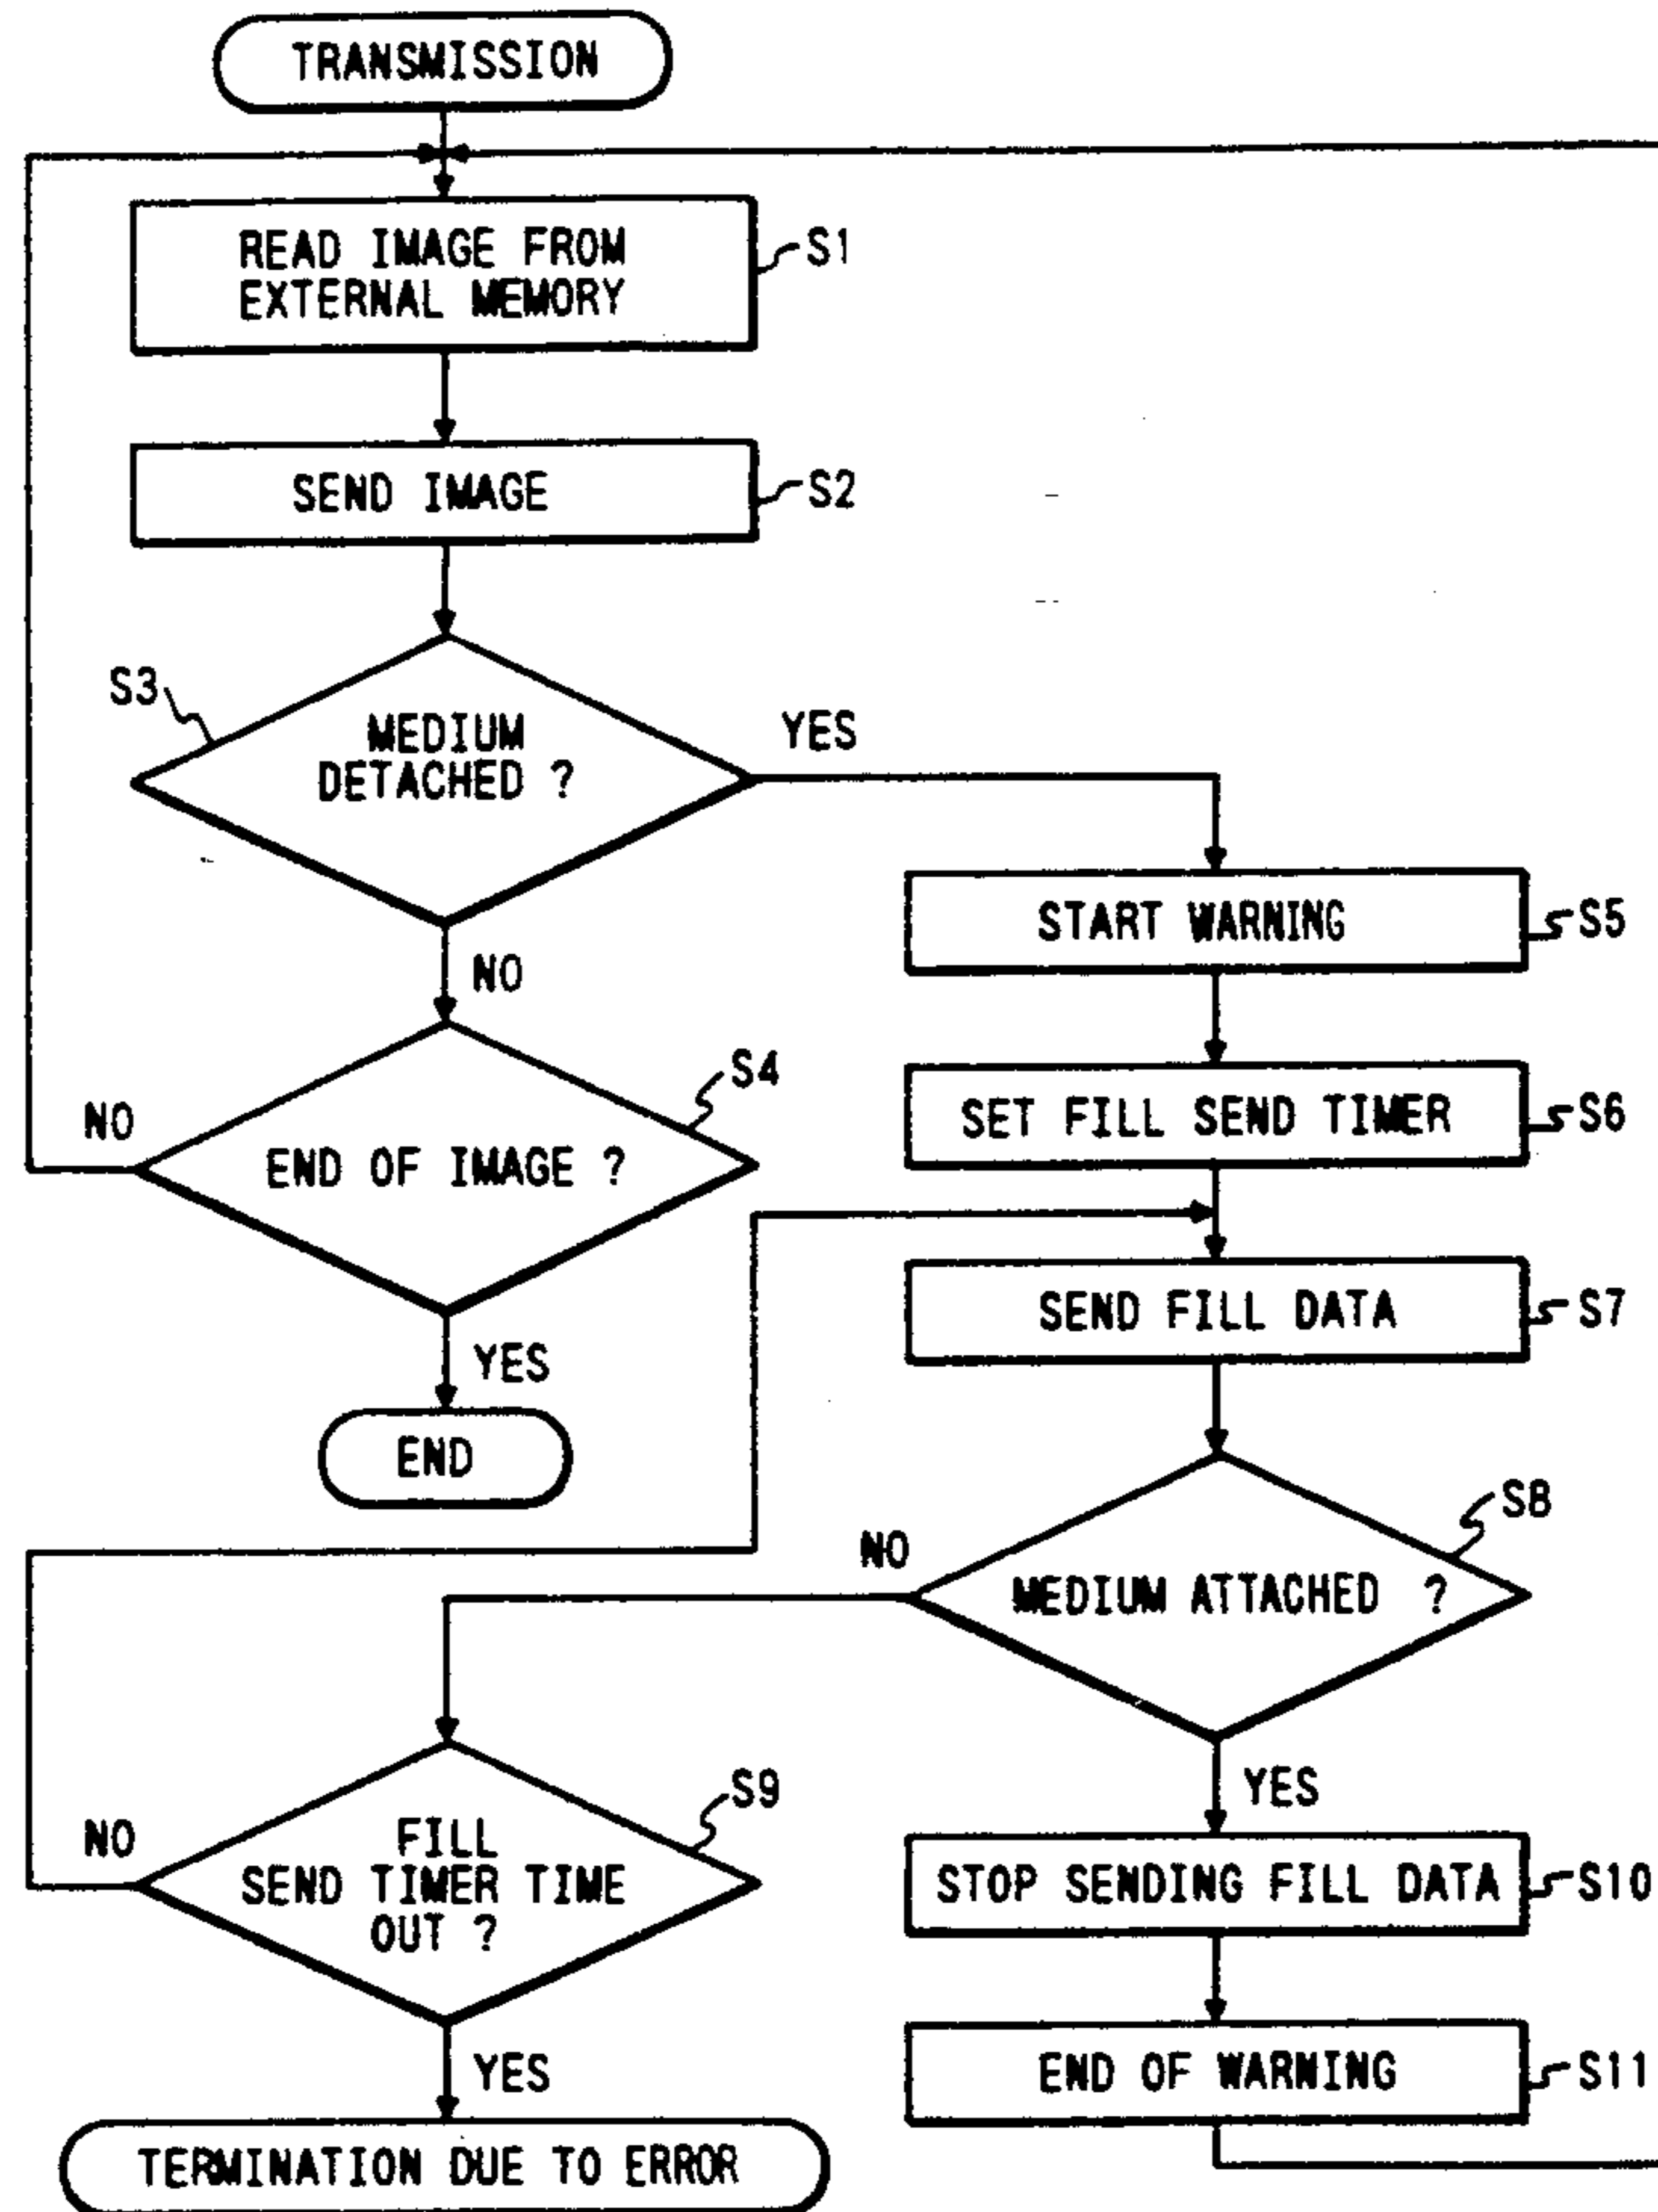 TRANSMISSION
READ IMAGE FROM
EXTERNAL MEMORY
S1
SEND IMAGE
S2
S3
MEDIUM
DETACHED ?
YES
NO
START WARNING
S5
SET FILL SEND TIMER
S6
S4
NO
END OF IMAGE ?
YES
END
SEND FILL DATA
S7
S8
NO
MEDIUM ATTACHED ?
YES
S9
NO
FILL
SEND TIMER TIME
OUT ?
YES
TERMINATION DUE TO ERROR
STOP SENDING FILL DATA
S10
END OF WARNING
S11